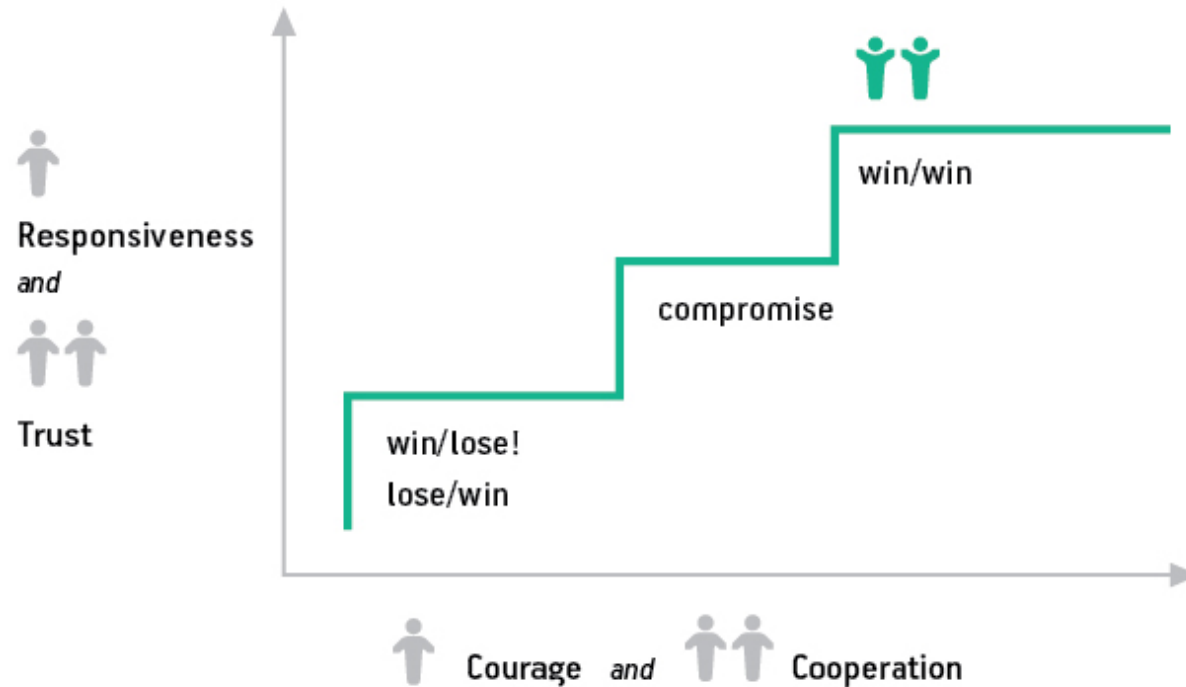 Responsiveness
and
Trust
win/win
compromise
win/lose!
lose/win
Courage and Cooperation